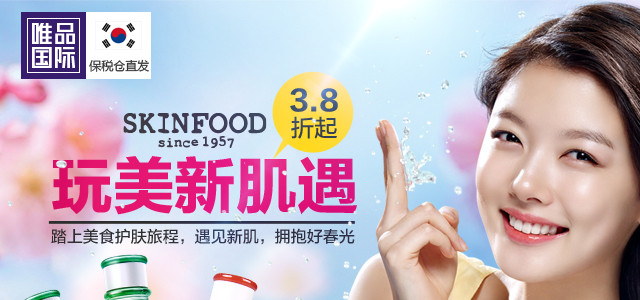 唯品
国际
保税仓直发
3.8
折起
SKINFOOD
since 1957
玩美新肌遇
踏上美食护肤旅程，遇见新肌，拥抱好春光